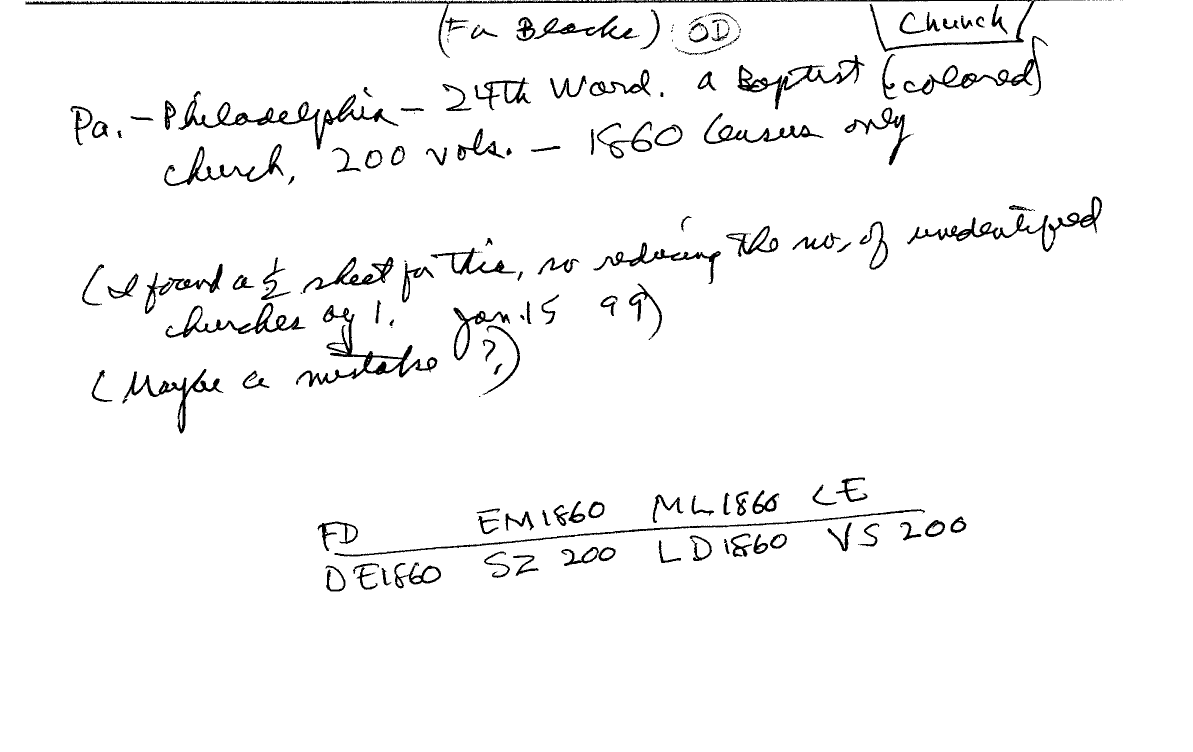 (For Blacks) OD Church
Pa. - Philadelphia - 24th Ward. a Baptist (colored)
church, 200 vols. - 1860 Census only
(I found a ½ sheet for this, so reducing the no. of unidentified
churches by 1. Jan. 15 99)
(Maybe a mistake?)
FD EM1860 ML1860 LE
DE1860 SZ 200 LD1860 VS 200